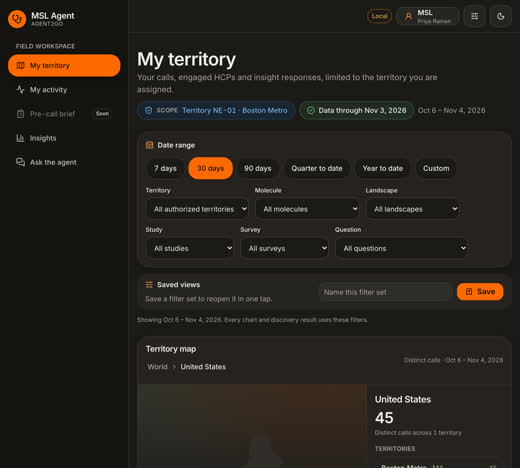 MSL Agent
AGENT2GO
FIELD WORKSPACE
My territory
My activity
Pre-call brief
Soon
Insights
Ask the agent
Local
MSL
Priya Raman
My territory
Your calls, engaged HCPs and insight responses, limited to the territory you are
assigned.
SCOPE Territory NE-01 · Boston Metro
Data through Nov 3, 2026
Oct 6 – Nov 4, 2026
Date range
7 days
30 days
90 days
Quarter to date
Year to date
Custom
Territory
Molecule
Landscape
All authorized territories
All molecules
All landscapes
Study
Survey
Question
All studies
All surveys
All questions
Saved views
Save a filter set to reopen it in one tap.
Name this filter set
Save
Showing Oct 6 – Nov 4, 2026. Every chart and discovery result uses these filters.
Territory map
World > United States
Distinct calls · Oct 6 – Nov 4, 2026
United States
45
Distinct calls across 1 territory
TERRITORIES
Boston Metro